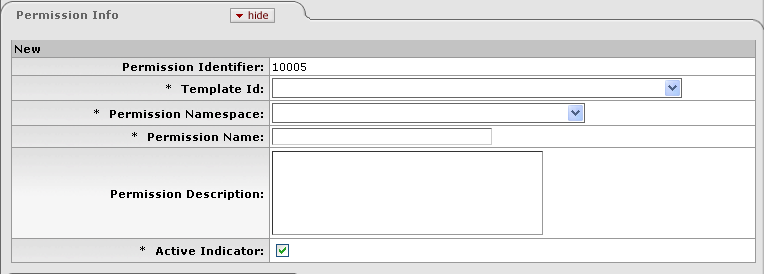 Permission Info hide
New
Permission Identifier: 10005
* Template Id:
* Permission Namespace:
* Permission Name:
Permission Description:
* Active Indicator: